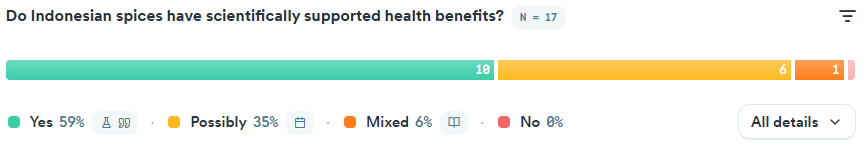 Do Indonesian spices have scientifically supported health benefits? N = 17
10 6 1
Yes 59% · Possibly 35% · Mixed 6% · No 0% All details